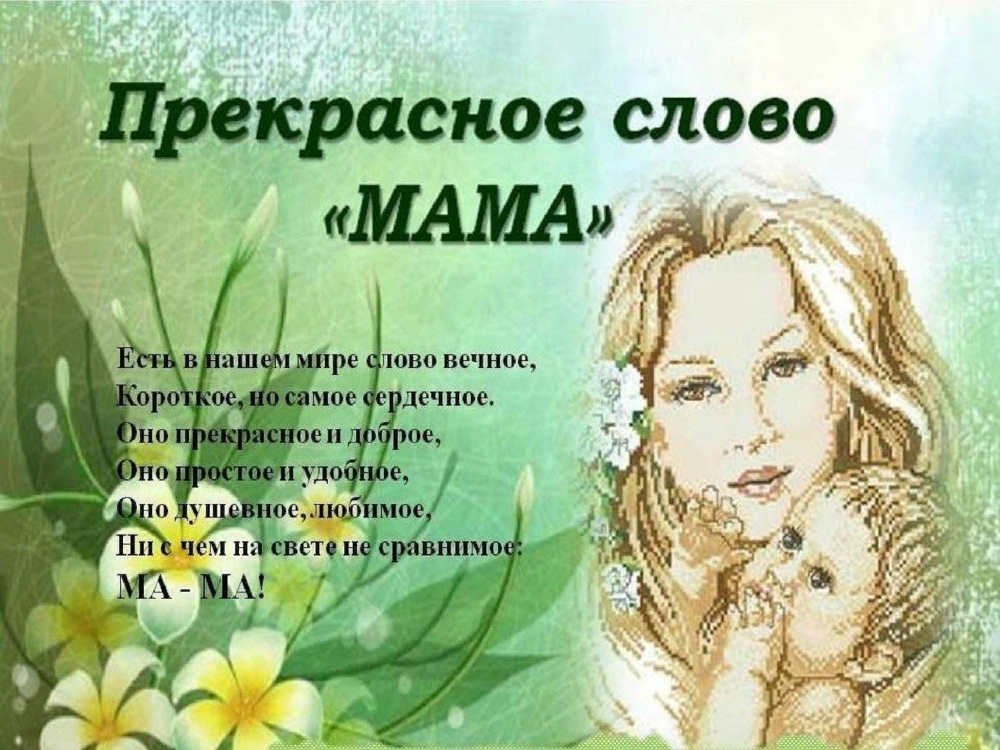 Прекрасное слово
«МАМА»
Есть в нашем мире слово вечное,
Короткое, но самое сердечное.
Оно прекрасное и доброе,
Оно простое и удобное,
Оно душевное, любимое,
Ни с чем на свете не сравнимое:
МА - МА!